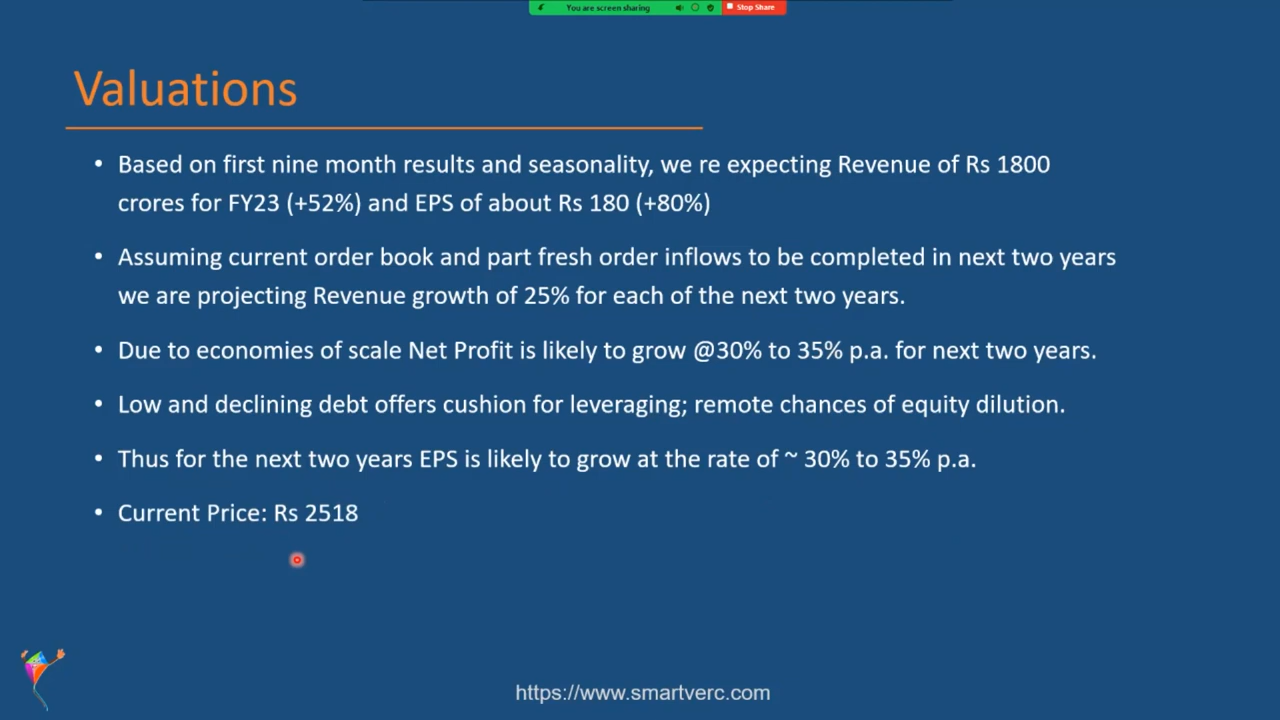 You are screen sharing
Stop Share
Valuations
• Based on first nine month results and seasonality, we re expecting Revenue of Rs 1800
crores for FY23 (+52%) and EPS of about Rs 180 (+80%)
• Assuming current order book and part fresh order inflows to be completed in next two years
we are projecting Revenue growth of 25% for each of the next two years.
• Due to economies of scale Net Profit is likely to grow @30% to 35% p.a. for next two years.
• Low and declining debt offers cushion for leveraging; remote chances of equity dilution.
• Thus for the next two years EPS is likely to grow at the rate of ~ 30% to 35% p.a.
• Current Price: Rs 2518
https://www.smartverc.com